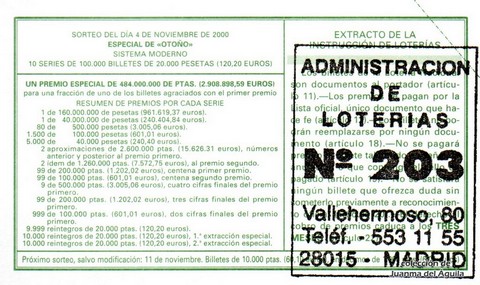 SORTEO DEL DÍA 4 DE NOVIEMBRE DE 2000
ESPECIAL DE «OTOÑO»
SISTEMA MODERNO
10 SERIES DE 100.000 BILLETES DE 20.000 PESETAS (120,20 EUROS)
UN PREMIO ESPECIAL DE 484.000.000 DE PTAS. (2.908.898,59 EUROS)
para una fracción de uno de los billetes agraciados con el primer premio
RESUMEN DE PREMIOS POR CADA SERIE
1 de 160.000.000 de pesetas (961.619,37 euros).
1 de 40.000.000 de pesetas (240.404,84 euros).
80 de 500.000 pesetas (3.005,06 euros).
1.500 de 100.000 pesetas (601,01 euros).
5.000 de 40.000 pesetas (240,40 euros).
2 aproximaciones de 2.600.000 ptas. (15.626,31 euros), números
anterior y posterior al primer premio.
2 ídem de 1.260.000 ptas. (7.572,75 euros), al segundo.
99 de 200.000 ptas. (1.202,02 euros), centena primer premio.
99 de 100.000 ptas. (601,01 euros), centena segundo premio.
9 de 500.000 ptas. (3.005,06 euros), cuatro cifras finales del premio
primero.
99 de 200.000 ptas. (1.202,02 euros), tres cifras finales del premio
primero.
999 de 100.000 ptas. (601,01 euros), dos cifras finales del premio
primero.
9.999 reintegros de 20.000 ptas. (120,20 euros).
10.000 reintegros de 20.000 ptas. (120,20 euros), 1.ª extracción especial.
10.000 reintegros de 20.000 ptas. (120,20 euros), 2.ª extracción especial.
Próximo sorteo, salvo modificación: 11 de noviembre. Billetes de 10.000 ptas.
EXTRACTO DE LA
INSTRUCCIÓN DE LOTERÍAS
ADMINISTRACION
DE
LOTERIAS
Nº 203
Vallehermoso, 80
Teléf. - 553 11 55
28015 - MADRID
colección de
Juanma del Aguila